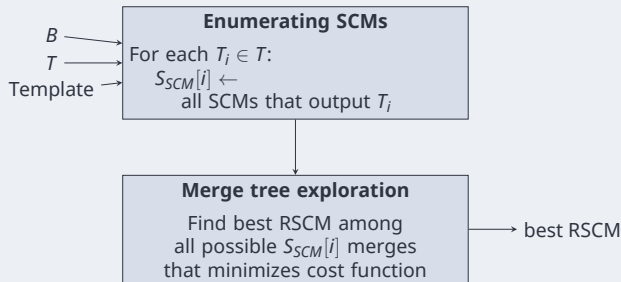 Enumerating SCMs
B
T
Template
For each T_i ∈ T:
S_SCM[i] ←
all SCMs that output T_i
Merge tree exploration
Find best RSCM among
all possible S_SCM[i] merges
that minimizes cost function
best RSCM